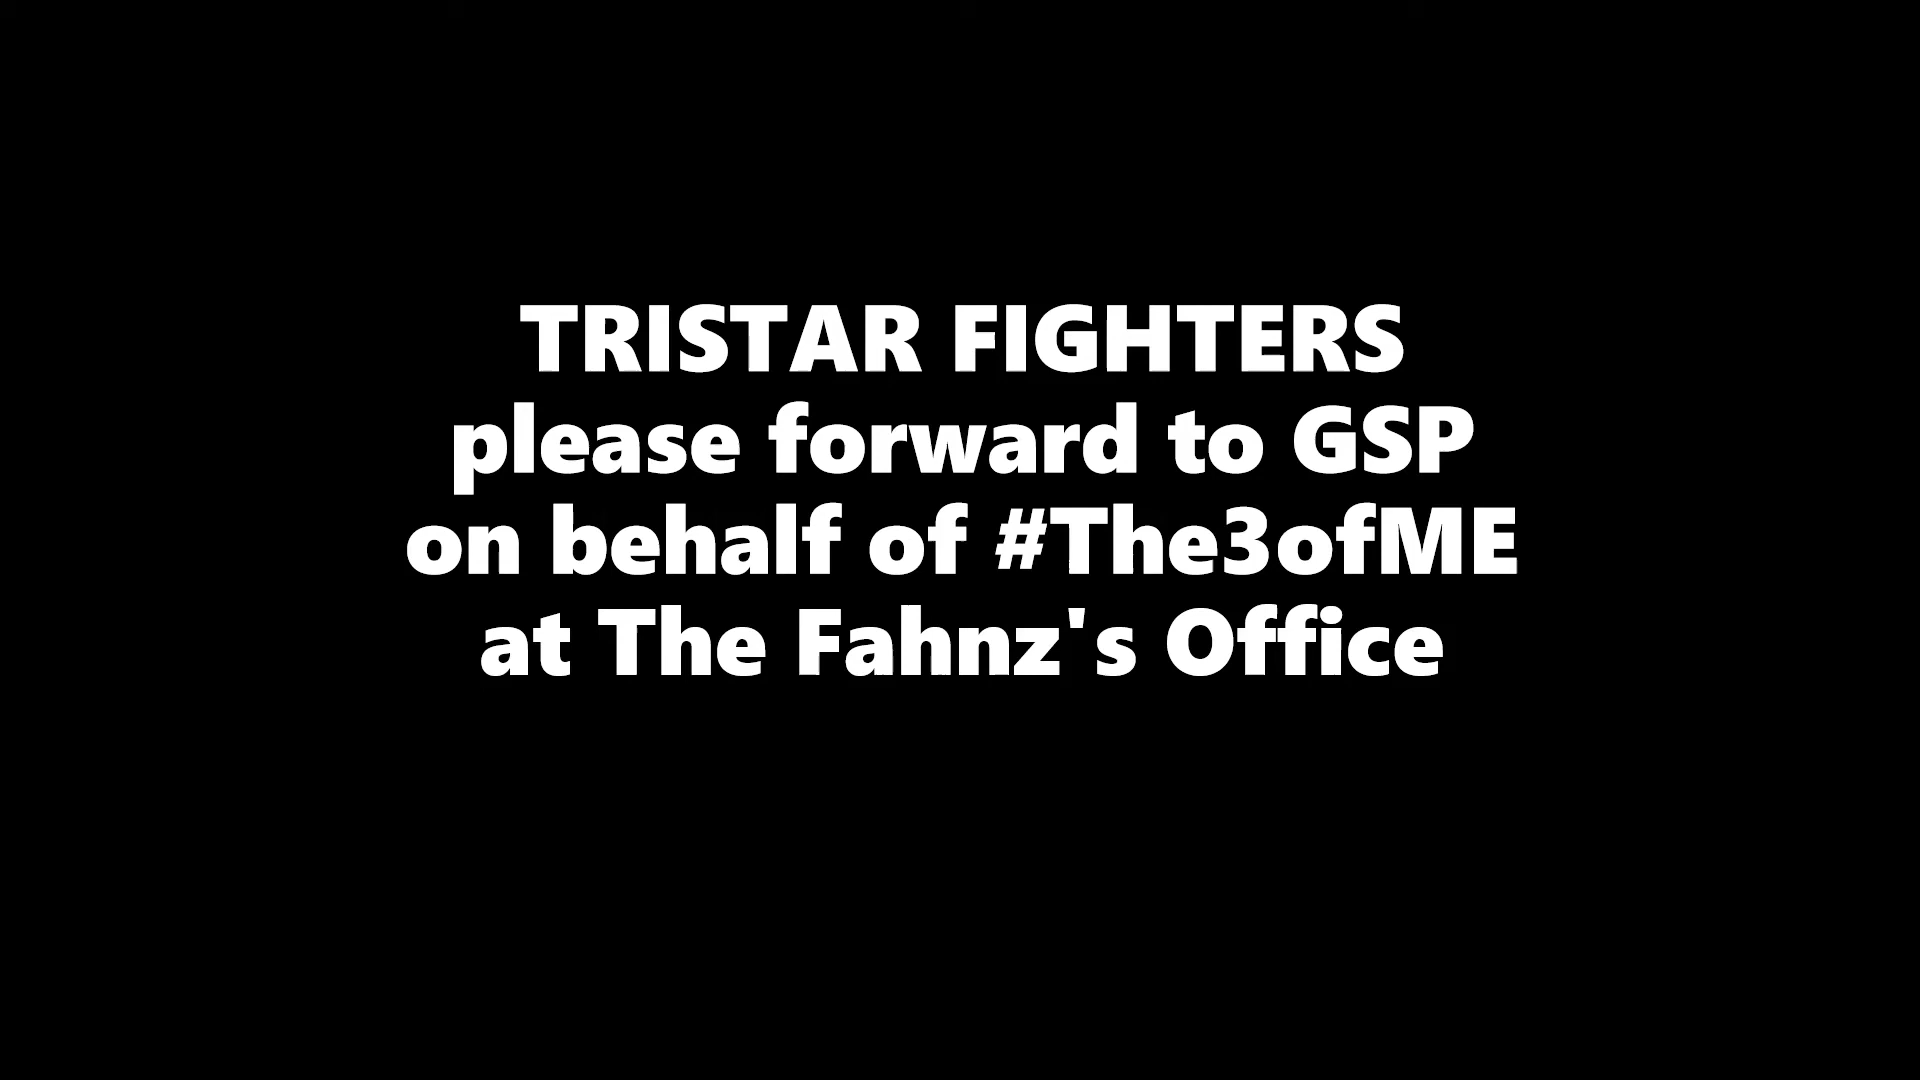 TRISTAR FIGHTERS
please forward to GSP
on behalf of #The3ofME
at The Fahnz's Office